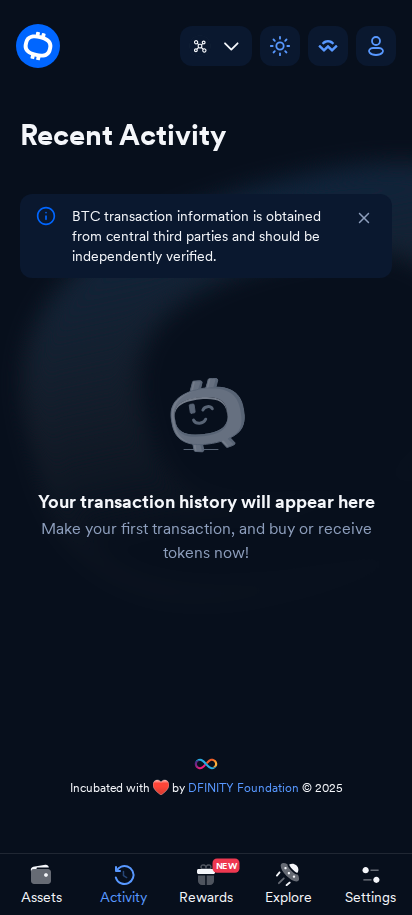 Recent Activity
BTC transaction information is obtained
from central third parties and should be
independently verified.
Your transaction history will appear here
Make your first transaction, and buy or receive
tokens now!
Incubated with ❤️ by DFINITY Foundation © 2025
NEW
Assets
Activity
Rewards
Explore
Settings